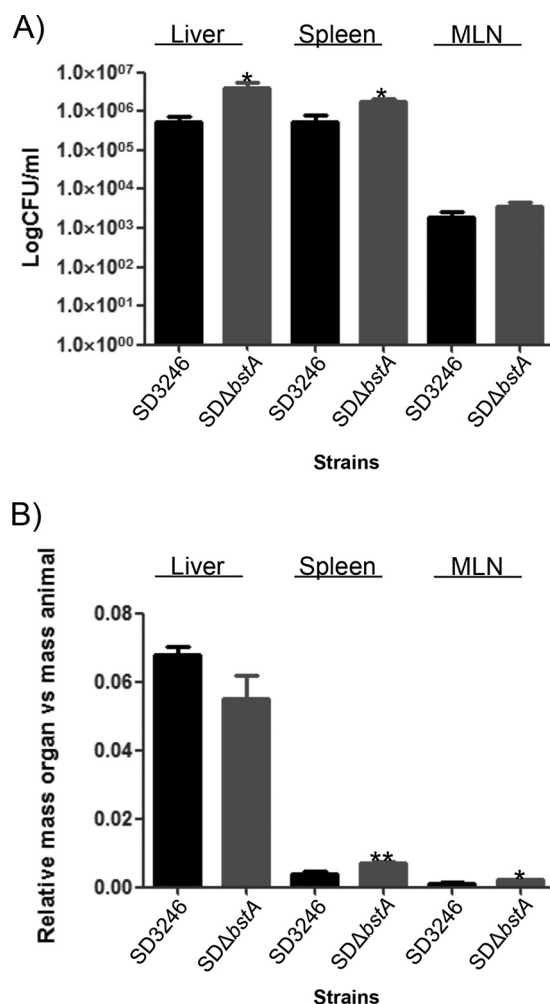 A)
Liver Spleen MLN
LogCFU/ml
1.0×10⁰⁷
1.0×10⁰⁶
1.0×10⁰⁵
1.0×10⁰⁴
1.0×10⁰³
1.0×10⁰²
1.0×10⁰¹
1.0×10⁰⁰
* *
SD3246 SDΔbstA SD3246 SDΔbstA SD3246 SDΔbstA
Strains
B)
Liver Spleen MLN
Relative mass organ vs mass animal
0.08
0.06
0.04
0.02
0.00
** *
SD3246 SDΔbstA SD3246 SDΔbstA SD3246 SDΔbstA
Strains